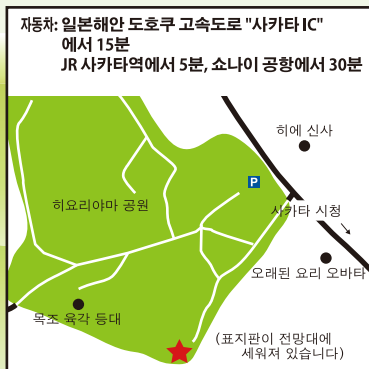 자동차: 일본해안 도호쿠 고속도로 "사카타 IC"
에서 15분
JR 사카타역에서 5분, 쇼나이 공항에서 30분
히에 신사
P
히요리야마 공원
사카타 시청
오래된 요리 오바타
목조 육각 등대
(표지판이 전망대에
세워져 있습니다)